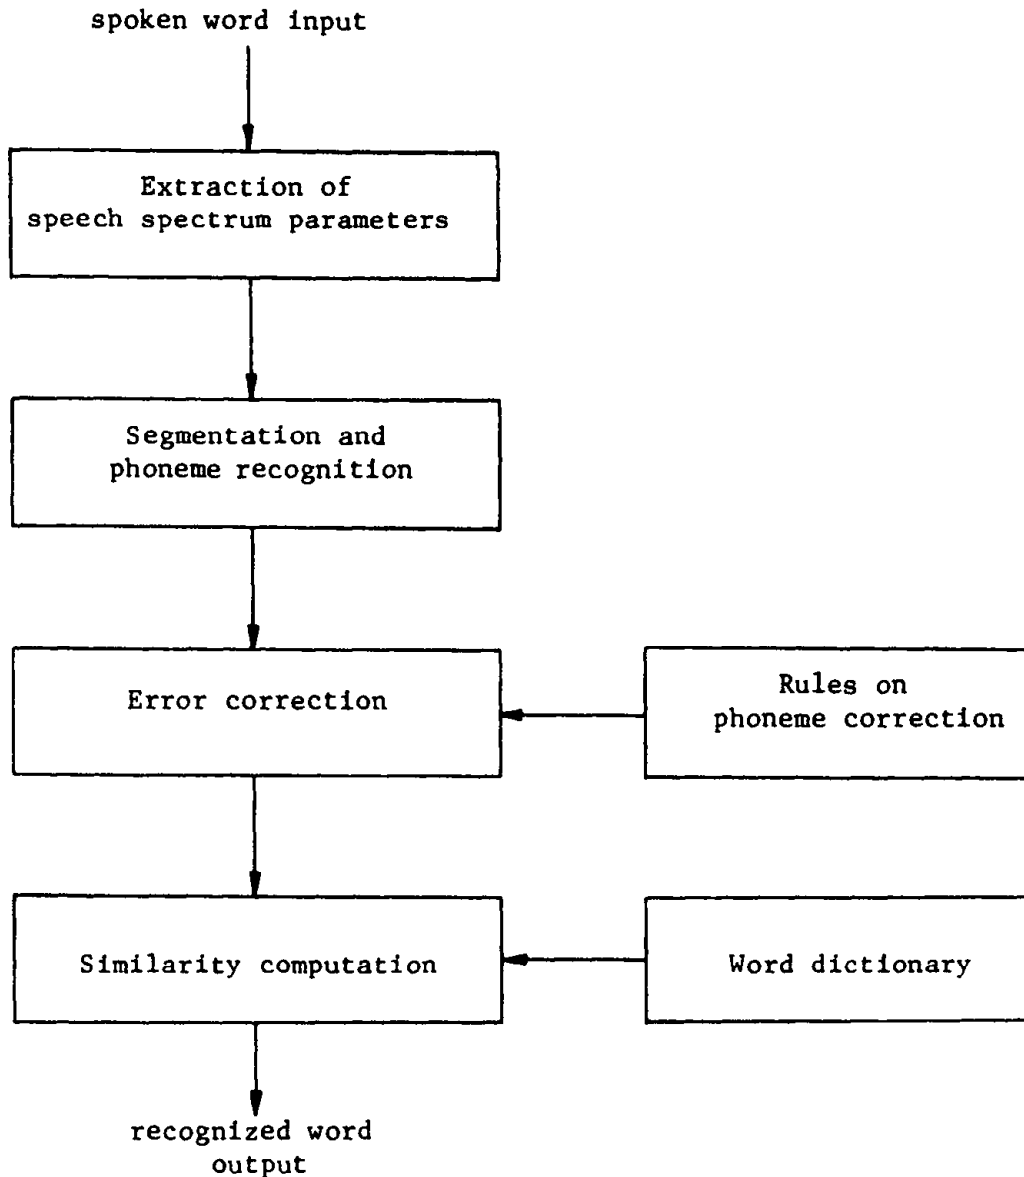 spoken word input
Extraction of
speech spectrum parameters
Segmentation and
phoneme recognition
Error correction
Rules on
phoneme correction
Similarity computation
Word dictionary
recognized word
output